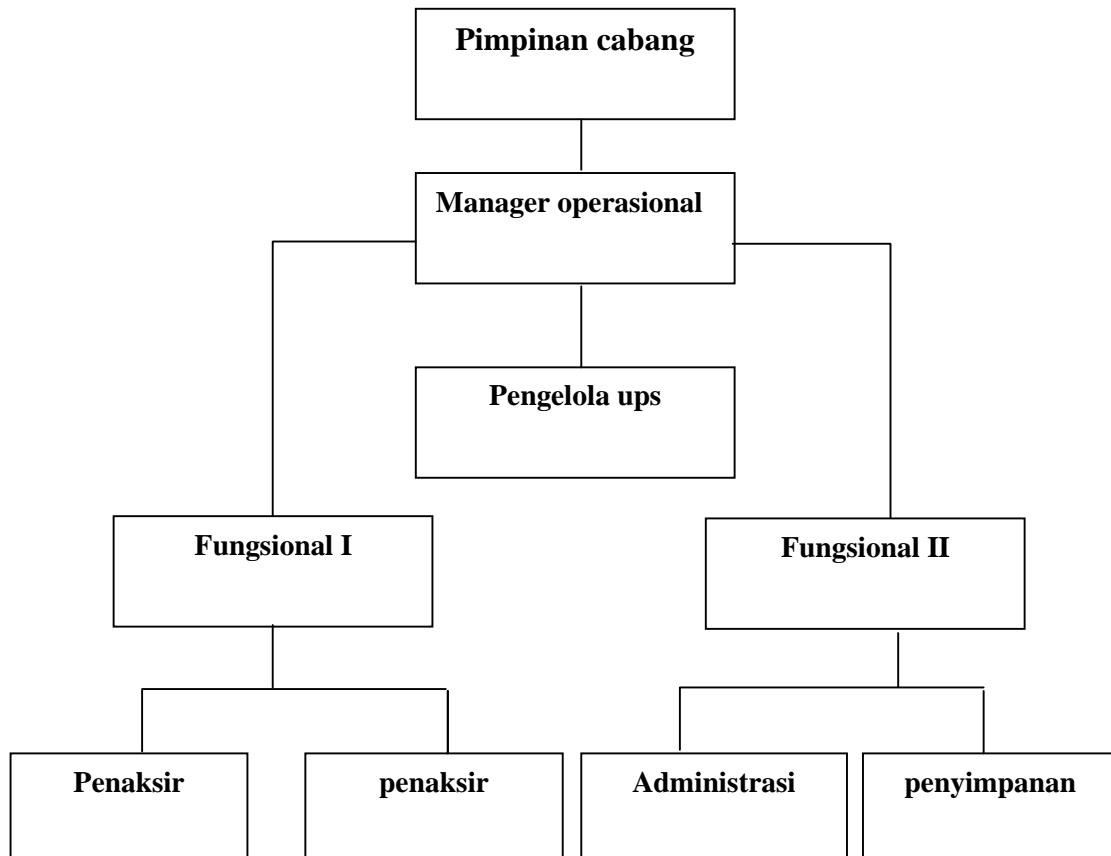 Pimpinan cabang
Manager operasional
Pengelola ups
Fungsional I
Fungsional II
Penaksir
penaksir
Administrasi
penyimpanan